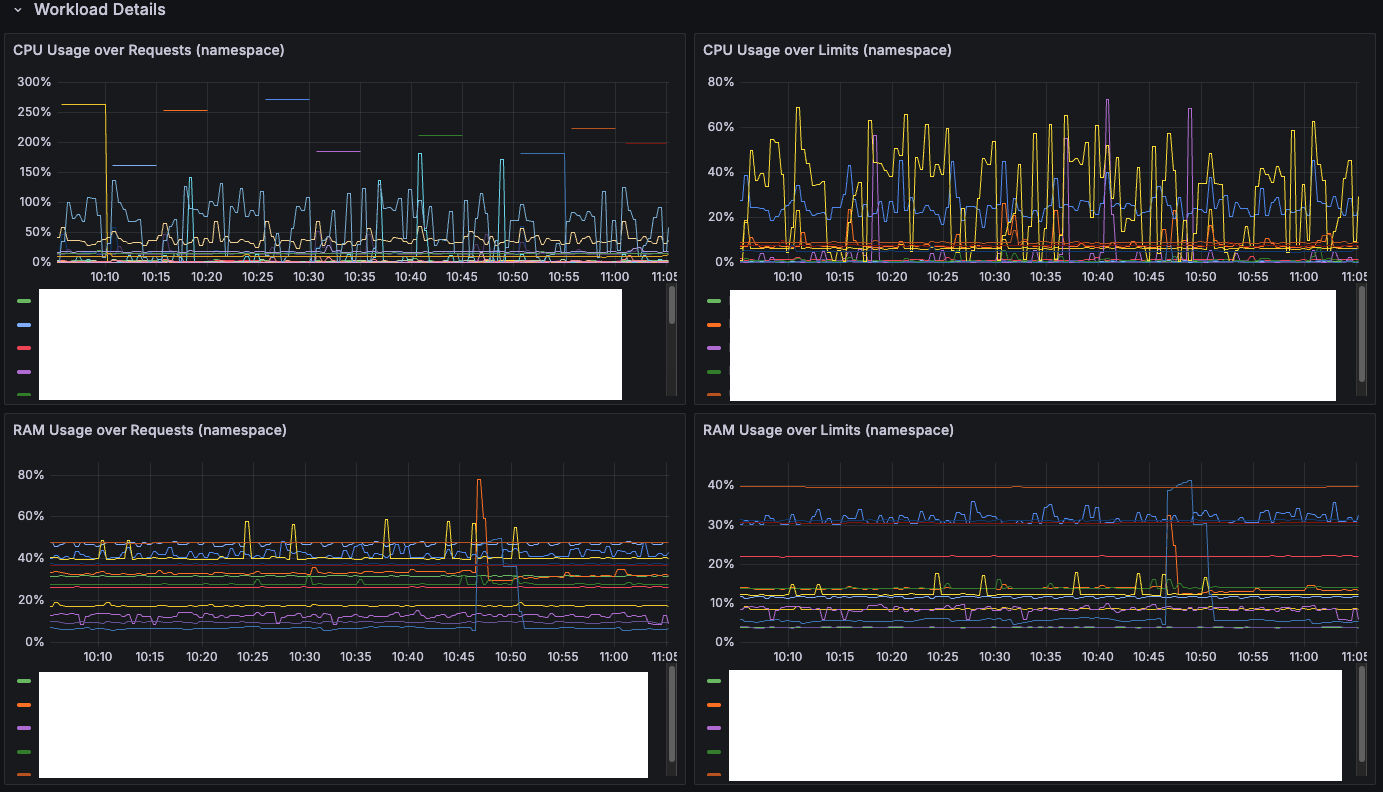 Workload Details
CPU Usage over Requests (namespace)
300%
250%
200%
150%
100%
50%
0%
10:10 10:15 10:20 10:25 10:30 10:35 10:40 10:45 10:50 10:55 11:00 11:05
CPU Usage over Limits (namespace)
80%
60%
40%
20%
0%
10:10 10:15 10:20 10:25 10:30 10:35 10:40 10:45 10:50 10:55 11:00 11:05
RAM Usage over Requests (namespace)
80%
60%
40%
20%
0%
10:10 10:15 10:20 10:25 10:30 10:35 10:40 10:45 10:50 10:55 11:00 11:05
RAM Usage over Limits (namespace)
40%
30%
20%
10%
0%
10:10 10:15 10:20 10:25 10:30 10:35 10:40 10:45 10:50 10:55 11:00 11:05